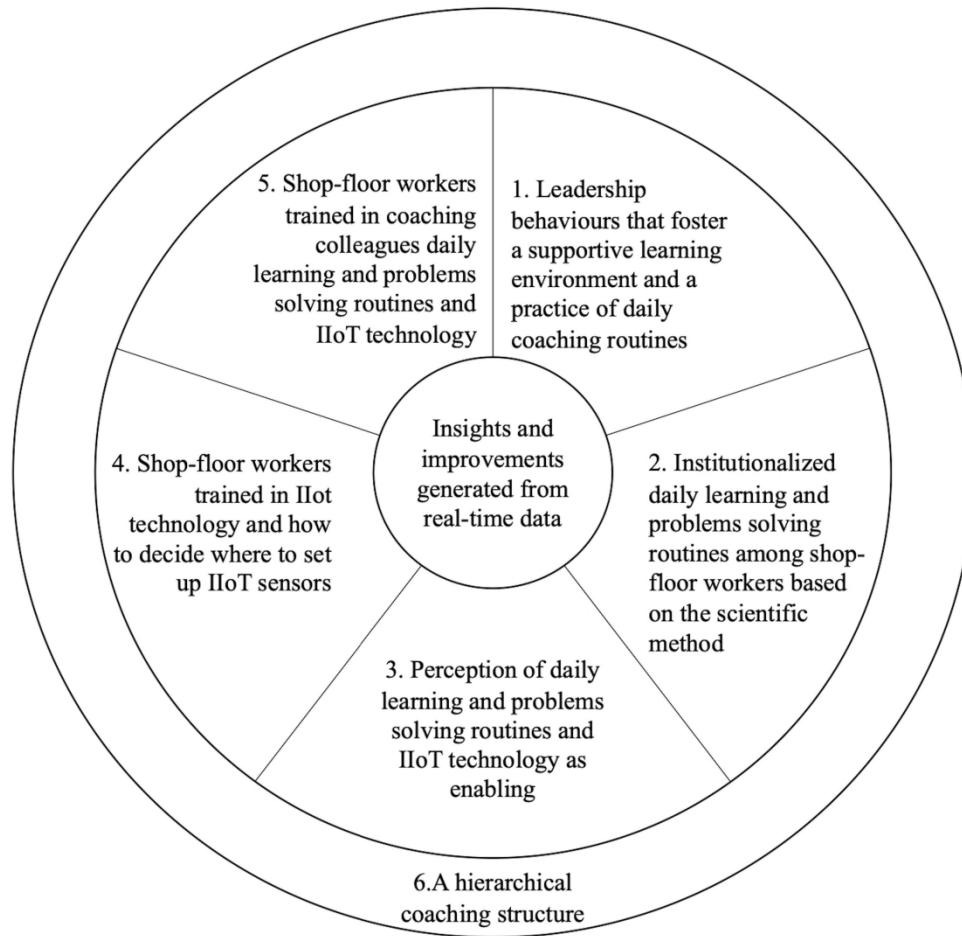 5. Shop-floor workers
trained in coaching
colleagues daily
learning and problems
solving routines and
IIoT technology
1. Leadership
behaviours that foster
a supportive learning
environment and a
practice of daily
coaching routines
Insights and
improvements
generated from
real-time data
4. Shop-floor workers
trained in IIot
technology and how
to decide where to set
up IIoT sensors
2. Institutionalized
daily learning and
problems solving
routines among shop-
floor workers based
on the scientific
method
3. Perception of daily
learning and problems
solving routines and
IIoT technology as
enabling
6.A hierarchical
coaching structure